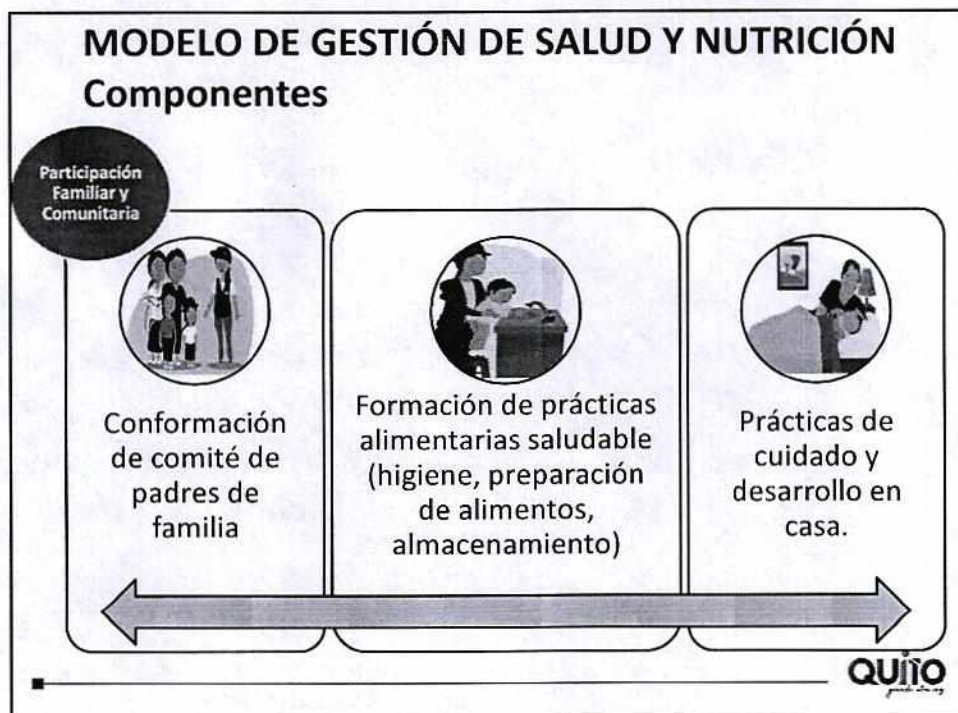 MODELO DE GESTIÓN DE SALUD Y NUTRICIÓN
Componentes
Participación
Familiar y
Comunitaria
Conformación
de comité de
padres de
familia
Formación de prácticas
alimentarias saludable
(higiene, preparación
de alimentos,
almacenamiento)
Prácticas de
cuidado y
desarrollo en
casa.
QUITO